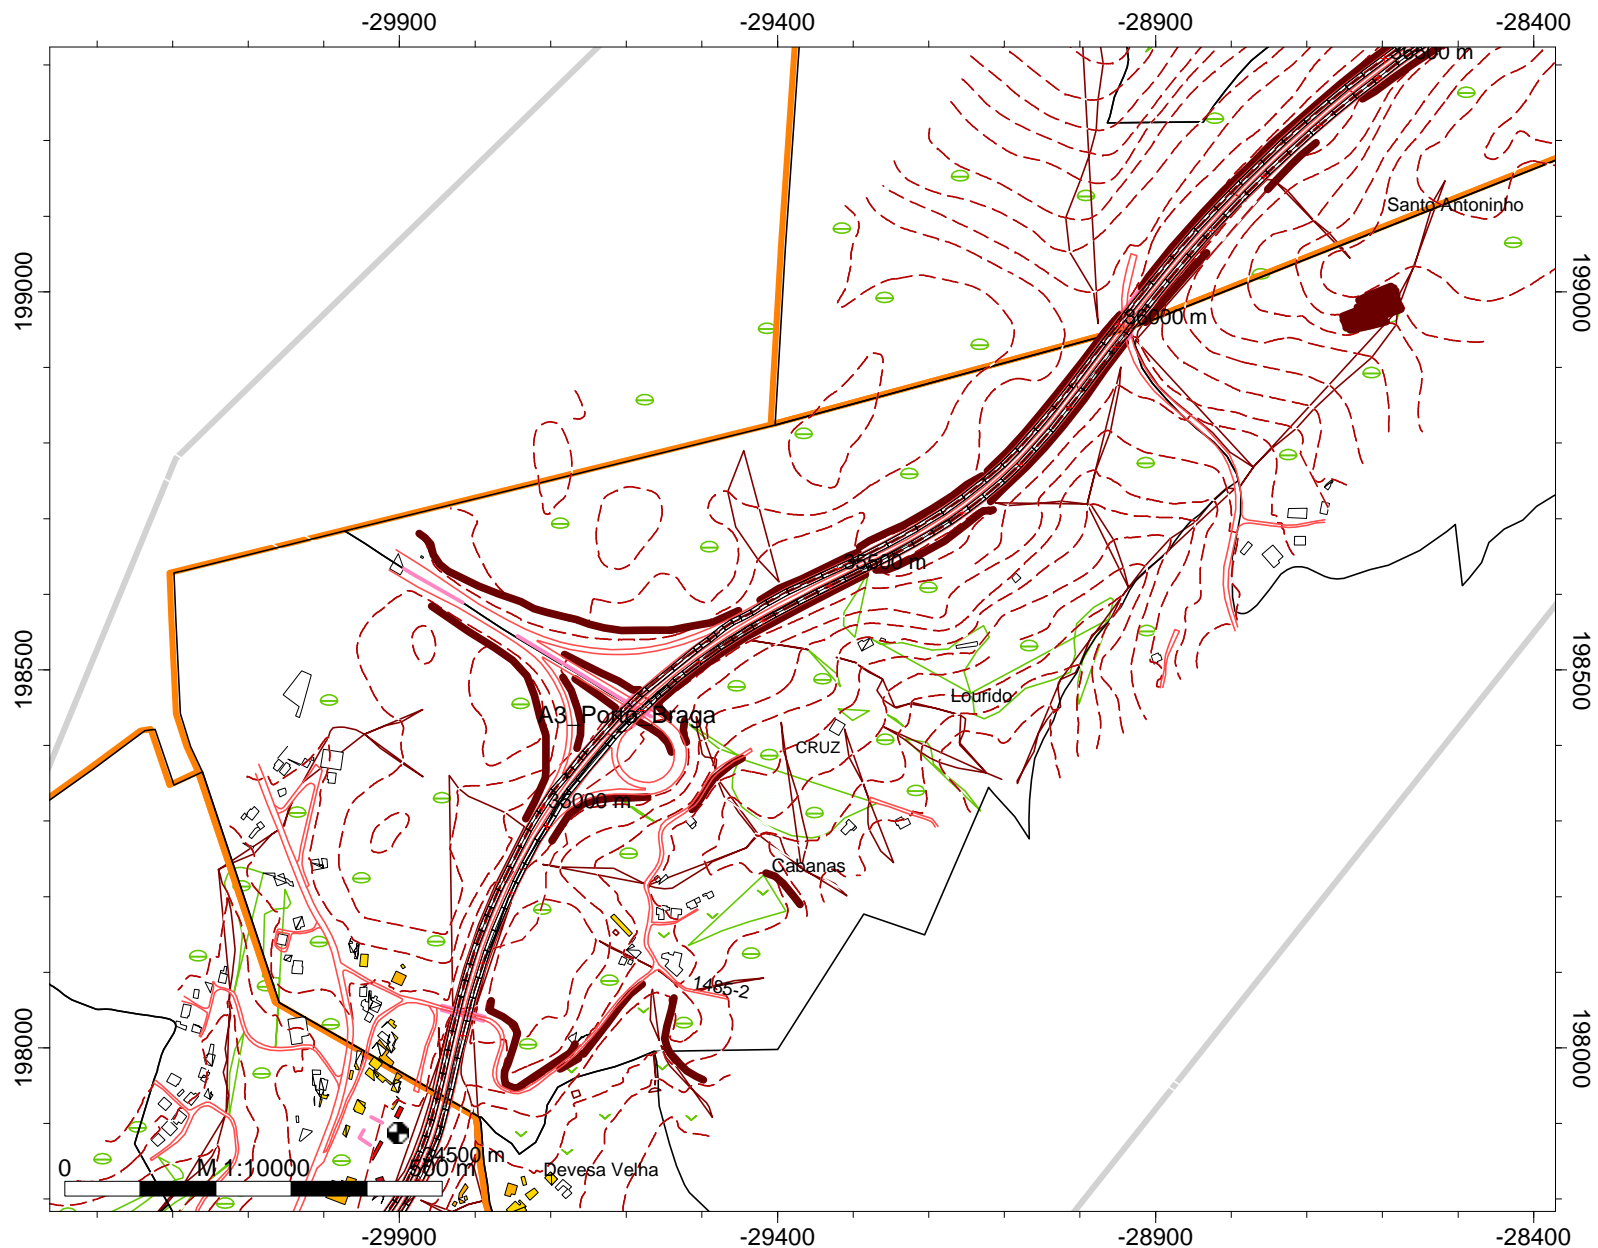 -29900 -29400 -28900 -28400
36500 m
Santo Antoninho
199000 199000
36000 m
35500 m
198500 198500
Lourido
A3_Porto_Braga
CRUZ
35000 m
Cabanas
1485-2
198000 198000
34500 m
0 M 1:10000 500 m
Devesa Velha
-29900 -29400 -28900 -28400